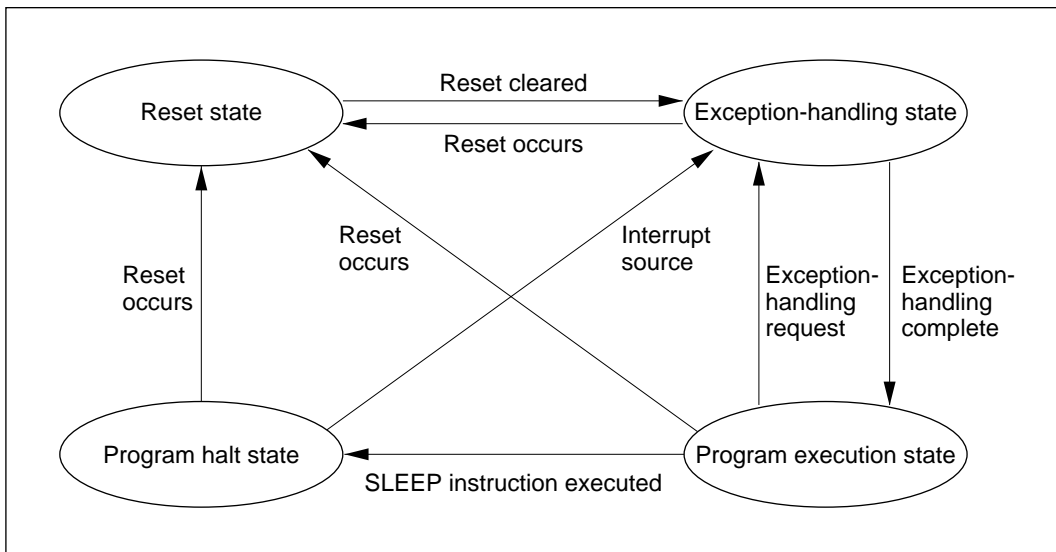 Reset state
Reset cleared
Exception-handling state
Reset occurs
Reset
occurs
Reset
occurs
Interrupt
source
Exception-
handling
request
Exception-
handling
complete
Program halt state
Program execution state
SLEEP instruction executed